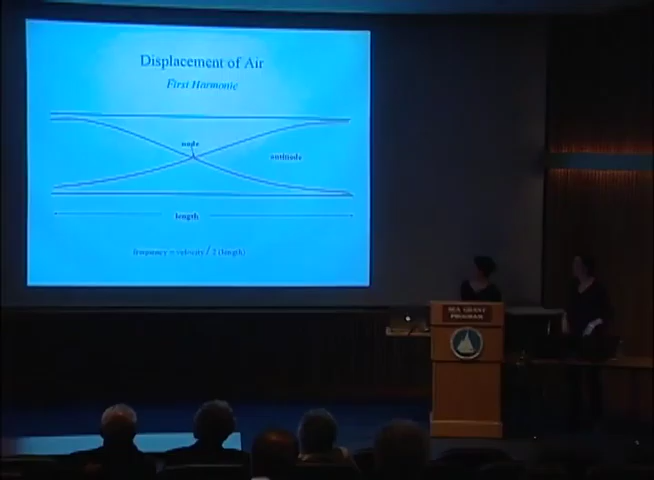 Displacement of Air
First Harmonic
node
antinode
length
frequency = velocity / 2 (length)
SEA GRANT
PROGRAM